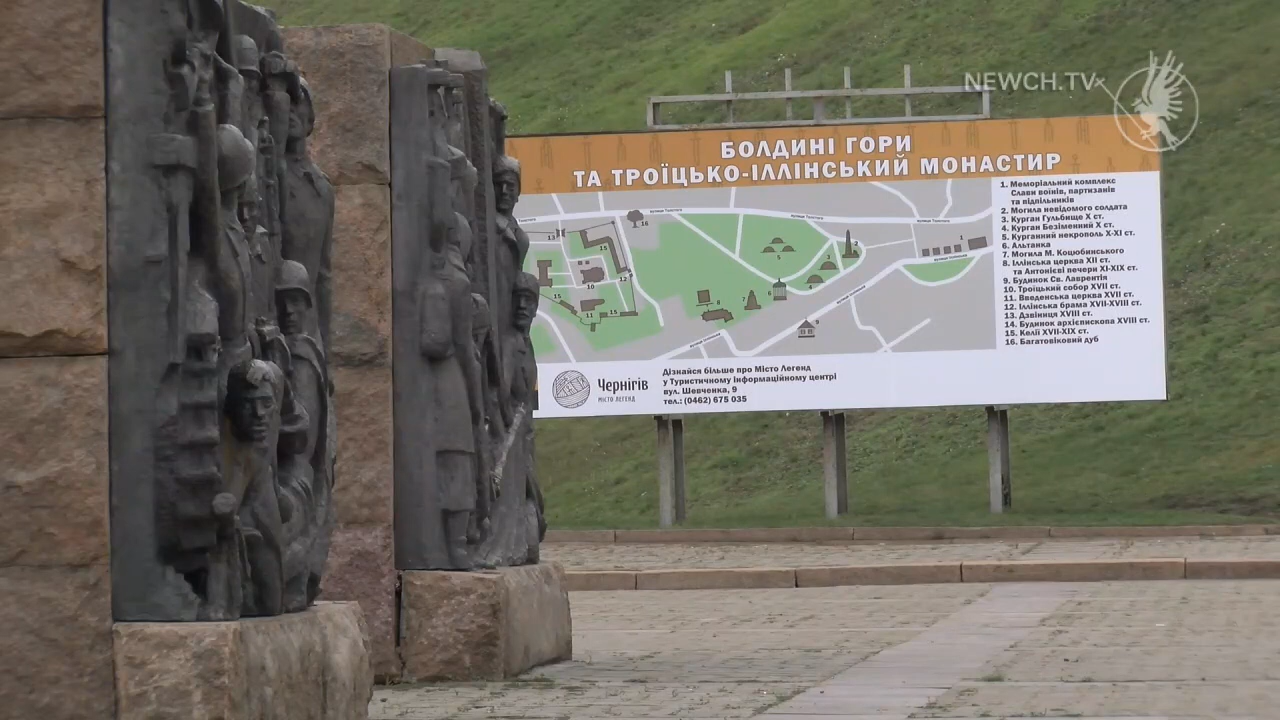 NEWCH.TV
БОЛДИНІ ГОРИ
ТА ТРОЇЦЬКО-ІЛЛІНСЬКИЙ МОНАСТИР
1. Меморіальний комплекс
Слави воїнів, партизанів
та підпільників
2. Могила невідомого солдата
3. Курган Гульбище X ст.
4. Курган Безіменний X ст.
5. Курганний некрополь X-XI ст.
6. Альтанка
7. Могила М. Коцюбинського
8. Іллінська церква XII ст.
та Антонієві печери XI-XIX ст.
9. Будинок Св. Лаврентія
10. Троїцький собор XVII ст.
11. Введенська церква XVII ст.
12. Іллінська брама XVII-XVIII ст.
13. Дзвіниця XVIII ст.
14. Будинок архієпископа XVIII ст.
15. Келії XVII-XIX ст.
16. Багатовіковий дуб
Чернігів
МІСТО ЛЕГЕНД
Дізнайся більше про Місто Легенд
у Туристичному інформаційному центрі
вул. Шевченка, 9
тел.: (0462) 675 035